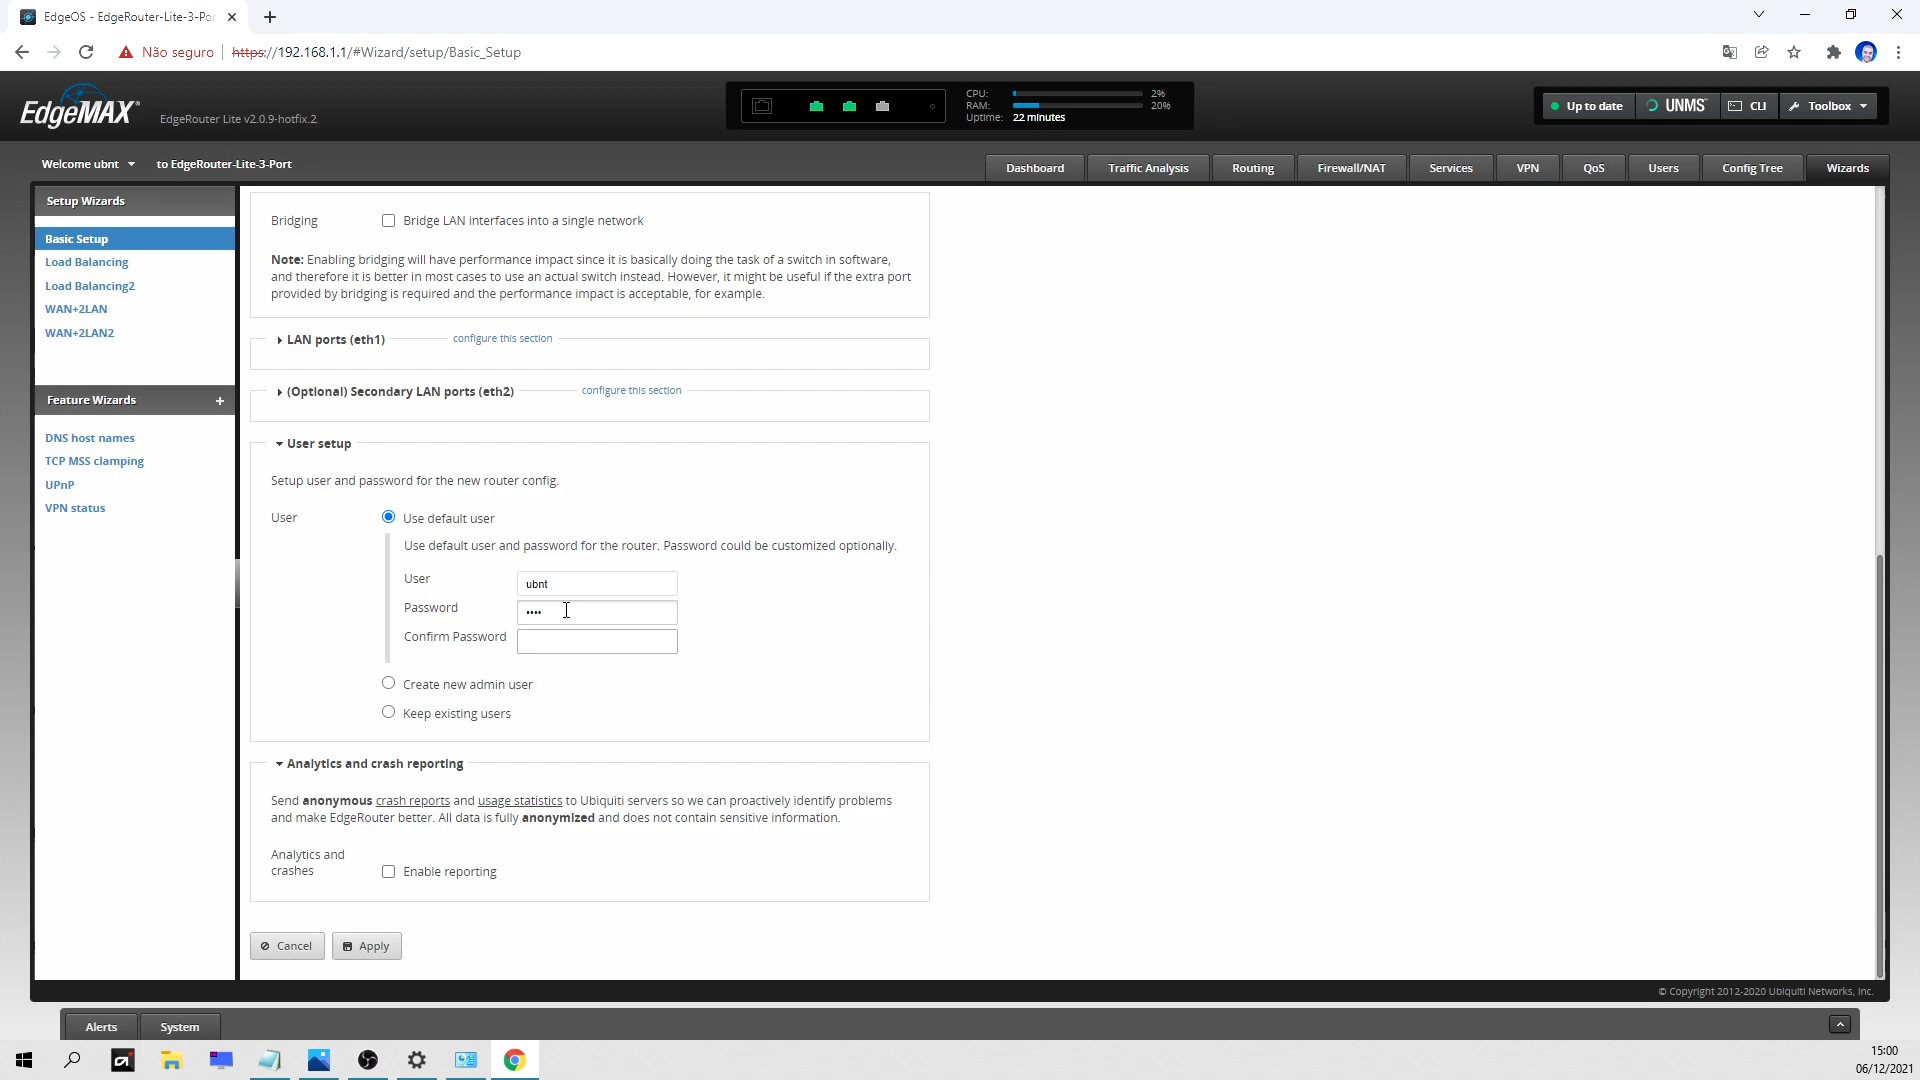 EdgeOS - EdgeRouter-Lite-3-Por
Não seguro
https://192.168.1.1/#Wizard/setup/Basic_Setup
EdgeMAX
EdgeRouter Lite v2.0.9-hotfix.2
CPU: 2%
RAM: 20%
Uptime: 22 minutes
Up to date
UNMS
CLI
Toolbox
Welcome ubnt
to EdgeRouter-Lite-3-Port
Dashboard
Traffic Analysis
Routing
Firewall/NAT
Services
VPN
QoS
Users
Config Tree
Wizards
Setup Wizards
Basic Setup
Load Balancing
Load Balancing2
WAN+2LAN
WAN+2LAN2
Feature Wizards +
DNS host names
TCP MSS clamping
UPnP
VPN status
Bridging
Bridge LAN interfaces into a single network
Note: Enabling bridging will have performance impact since it is basically doing the task of a switch in software,
and therefore it is better in most cases to use an actual switch instead. However, it might be useful if the extra port
provided by bridging is required and the performance impact is acceptable, for example.
LAN ports (eth1) configure this section
(Optional) Secondary LAN ports (eth2) configure this section
User setup
Setup user and password for the new router config.
User
Use default user
Use default user and password for the router. Password could be customized optionally.
User ubnt
Password ••••
Confirm Password
Create new admin user
Keep existing users
Analytics and crash reporting
Send anonymous crash reports and usage statistics to Ubiquiti servers so we can proactively identify problems
and make EdgeRouter better. All data is fully anonymized and does not contain sensitive information.
Analytics and
crashes
Enable reporting
Cancel
Apply
© Copyright 2012-2020 Ubiquiti Networks, Inc.
Alerts
System
15:00
06/12/2021